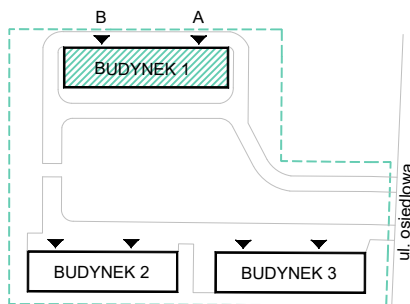 B A
BUDYNEK 1
ul. osiedlowa
BUDYNEK 2
BUDYNEK 3